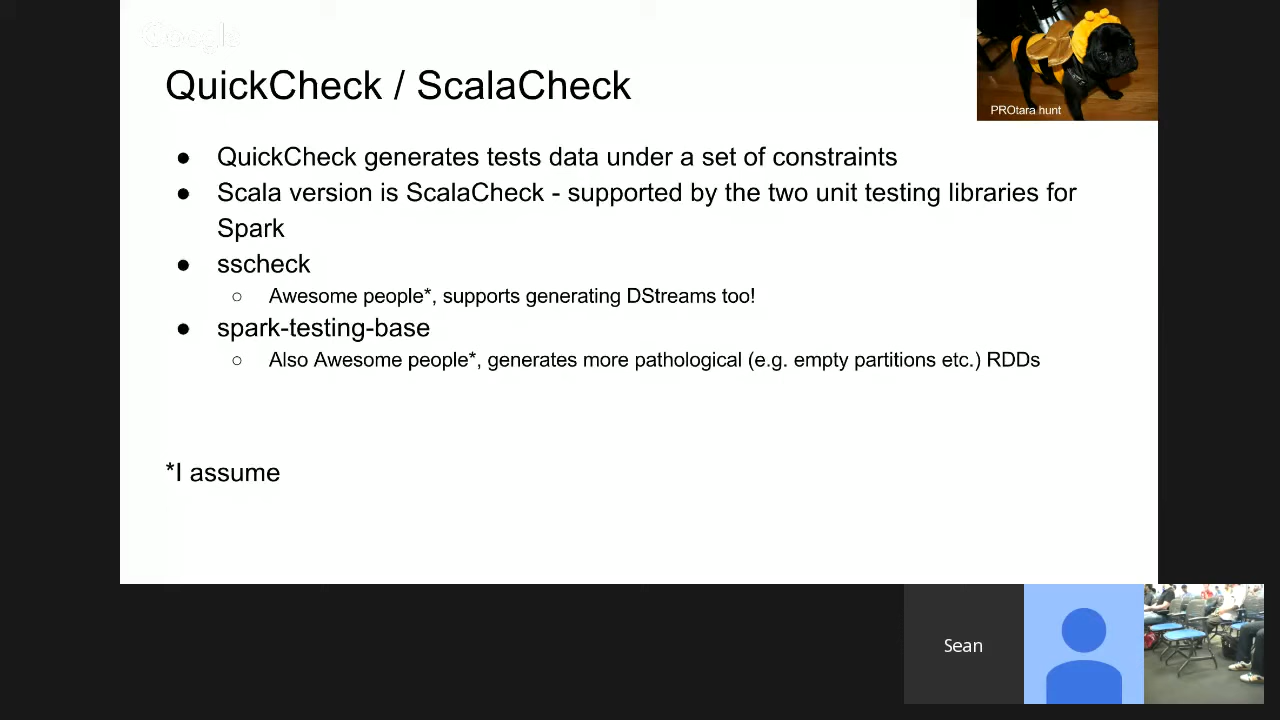 Google
QuickCheck / ScalaCheck
PROtara hunt
● QuickCheck generates tests data under a set of constraints
● Scala version is ScalaCheck - supported by the two unit testing libraries for
Spark
● sscheck
○ Awesome people*, supports generating DStreams too!
● spark-testing-base
○ Also Awesome people*, generates more pathological (e.g. empty partitions etc.) RDDs
*I assume
Sean